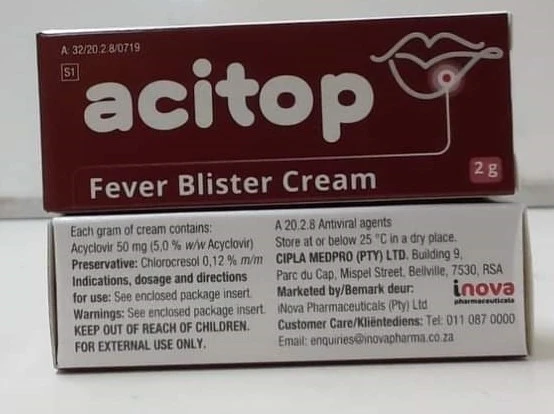 A: 32/20.2.8/0719
S1
acitop
Fever Blister Cream
2 g
Each gram of cream contains:
Acyclovir 50 mg (5,0 % w/w Acyclovir)
Preservative: Chlorocresol 0,12 % m/m
Indications, dosage and directions
for use: See enclosed package insert.
Warnings: See enclosed package insert.
KEEP OUT OF REACH OF CHILDREN.
FOR EXTERNAL USE ONLY.
A 20.2.8 Antiviral agents
Store at or below 25 °C in a dry place.
CIPLA MEDPRO (PTY) LTD. Building 9,
Parc du Cap, Mispel Street, Bellville, 7530, RSA
Marketed by/Bemark deur:
iNova Pharmaceuticals (Pty) Ltd
Customer Care/Kliëntediens: Tel: 011 087 0000
Email: enquiries@inovapharma.co.za
inova
pharmaceuticals